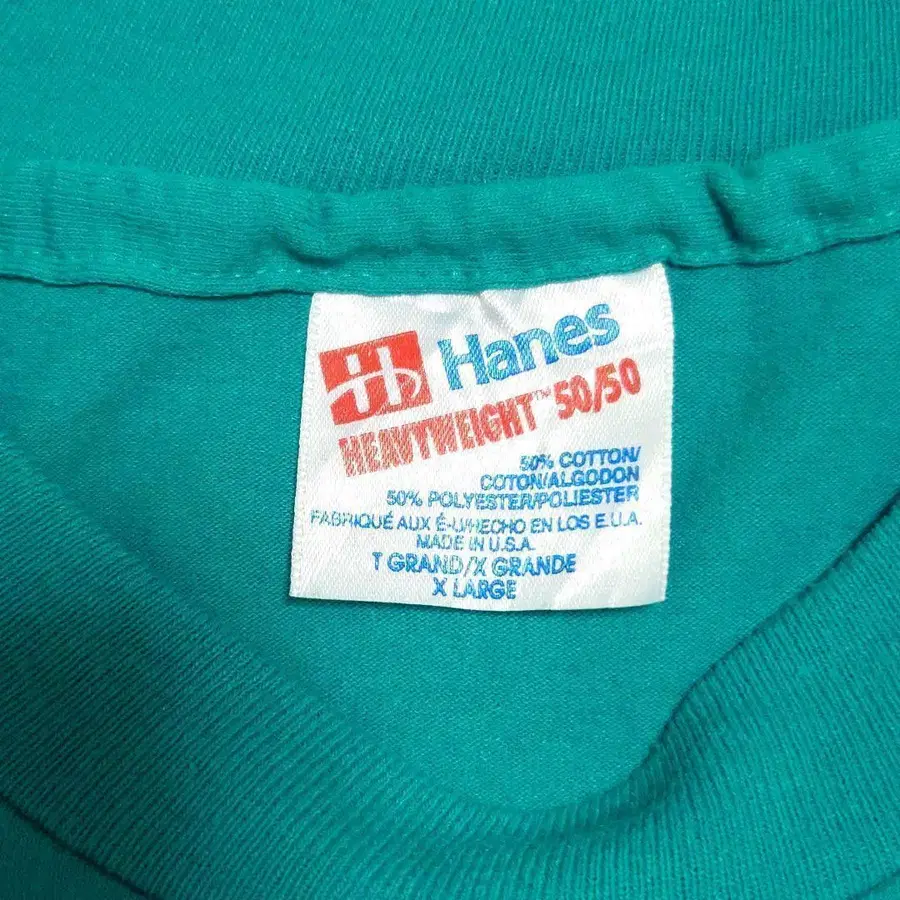 H Hanes
HEAVYWEIGHT™ 50/50
50% COTTON/
COTON/ALGODON
50% POLYESTER/POLIESTER
FABRIQUÉ AUX É-U/HECHO EN LOS E.U.A.
MADE IN U.S.A.
T GRAND/X GRANDE
X LARGE